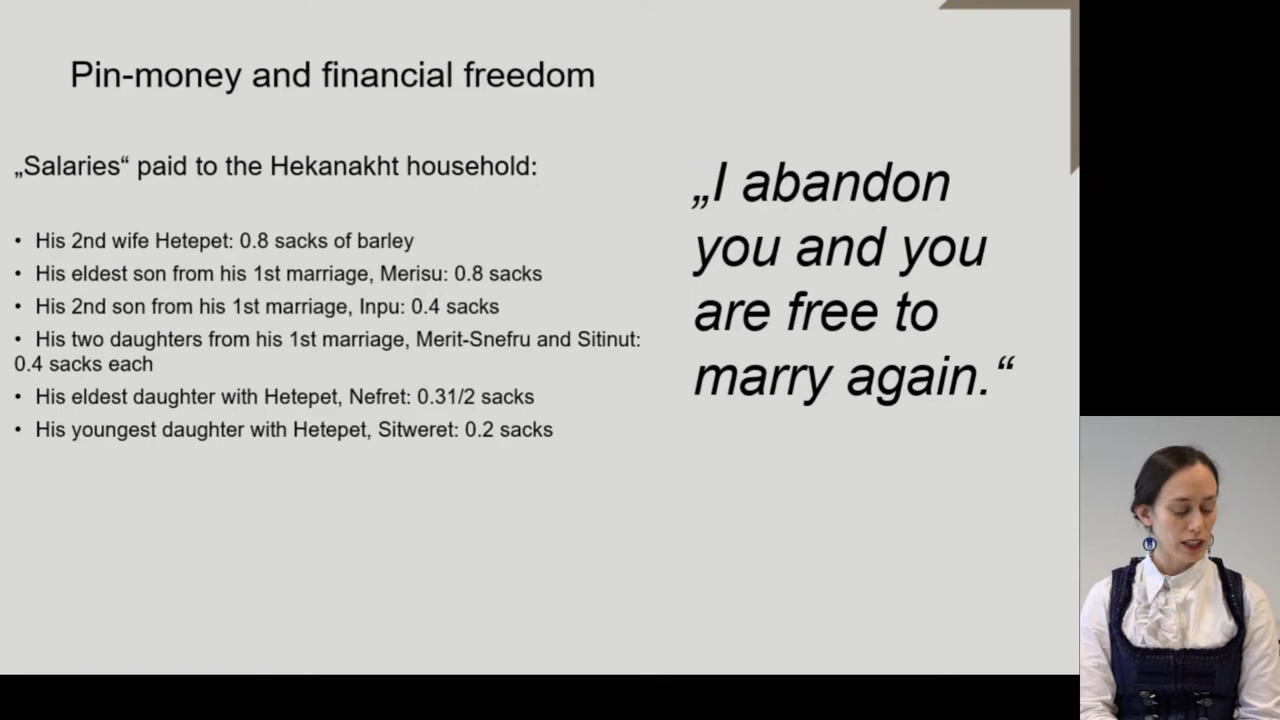 Pin-money and financial freedom
„Salaries“ paid to the Hekanakht household:
• His 2nd wife Hetepet: 0.8 sacks of barley
• His eldest son from his 1st marriage, Merisu: 0.8 sacks
• His 2nd son from his 1st marriage, Inpu: 0.4 sacks
• His two daughters from his 1st marriage, Merit-Snefru and Sitinut:
0.4 sacks each
• His eldest daughter with Hetepet, Nefret: 0.31/2 sacks
• His youngest daughter with Hetepet, Sitweret: 0.2 sacks
„I abandon
you and you
are free to
marry again.“